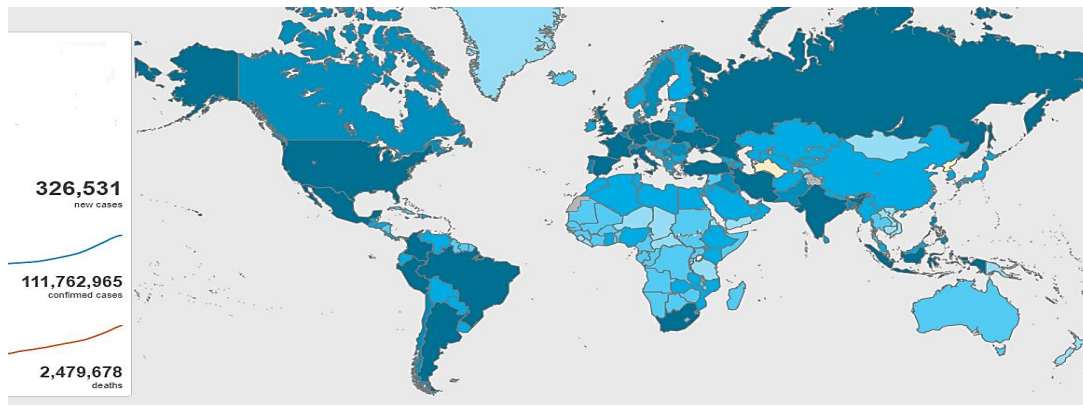 326,531
new cases
111,762,965
confirmed cases
2,479,678
deaths